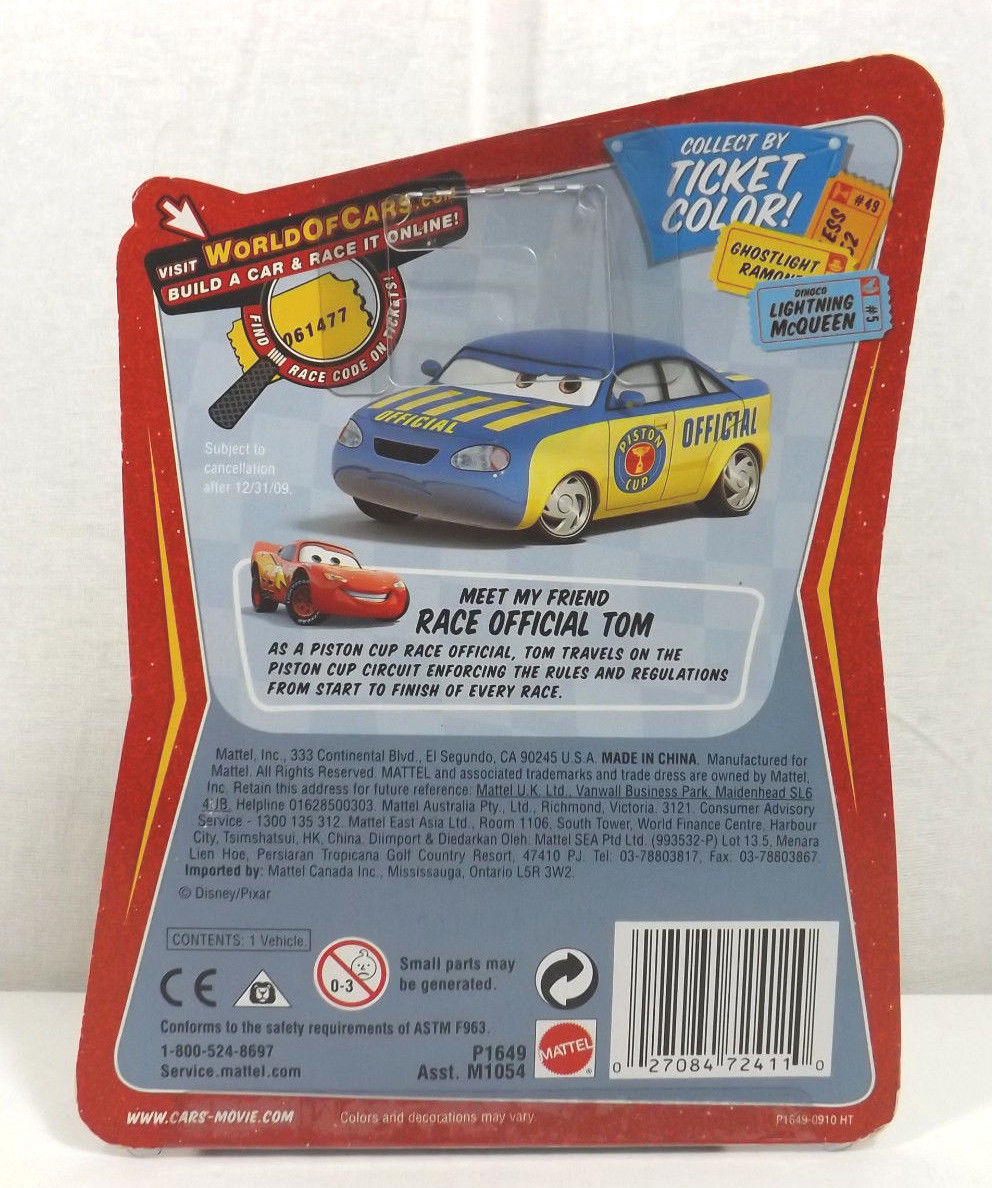 COLLECT BY
TICKET
COLOR!
#49
ESS
52
GHOSTLIGHT
DINOCO
LIGHTNING
McQUEEN
#5
VISIT WORLDOFCARS.COM
BUILD A CAR & RACE IT ONLINE!
061477
FIND RACE CODE ON TICKETS!
Subject to
cancellation
after 12/31/09.
OFFICIAL
PISTON
CUP
OFFICIAL
MEET MY FRIEND
RACE OFFICIAL TOM
AS A PISTON CUP RACE OFFICIAL, TOM TRAVELS ON THE
PISTON CUP CIRCUIT ENFORCING THE RULES AND REGULATIONS
FROM START TO FINISH OF EVERY RACE.
Mattel, Inc., 333 Continental Blvd., El Segundo, CA 90245 U.S.A. MADE IN CHINA. Manufactured for
Mattel. All Rights Reserved. MATTEL and associated trademarks and trade dress are owned by Mattel,
Inc. Retain this address for future reference: Mattel U.K. Ltd., Vanwall Business Park, Maidenhead SL6
4UB. Helpline 01628500303. Mattel Australia Pty., Ltd., Richmond, Victoria. 3121. Consumer Advisory
Service - 1300 135 312. Mattel East Asia Ltd., Room 1106, South Tower, World Finance Centre, Harbour
City, Tsimshatsui, HK, China. Diimport & Diedarkan Oleh: Mattel SEA Ptd Ltd. (993532-P) Lot 13.5, Menara
Lien Hoe, Persiaran Tropicana Golf Country Resort, 47410 PJ. Tel: 03-78803817, Fax: 03-78803867.
Imported by: Mattel Canada Inc., Mississauga, Ontario L5R 3W2.
© Disney/Pixar
CONTENTS: 1 Vehicle.
CE
0-3
Small parts may
be generated.
Conforms to the safety requirements of ASTM F963.
1-800-524-8697
Service.mattel.com
P1649
Asst. M1054
MATTEL
0 27084 72411 0
WWW.CARS-MOVIE.COM
Colors and decorations may vary.
P1649-0910 HT